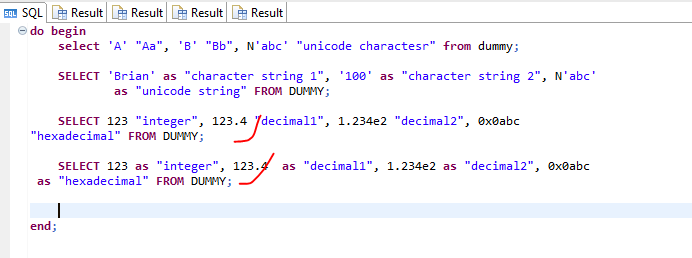 SQL Result Result Result Result
do begin
select 'A' "Aa", 'B' "Bb", N'abc' "unicode charactesr" from dummy;
SELECT 'Brian' as "character string 1", '100' as "character string 2", N'abc'
as "unicode string" FROM DUMMY;
SELECT 123 "integer", 123.4 "decimal1", 1.234e2 "decimal2", 0x0abc
"hexadecimal" FROM DUMMY;
SELECT 123 as "integer", 123.4 as "decimal1", 1.234e2 as "decimal2", 0x0abc
as "hexadecimal" FROM DUMMY;
end;